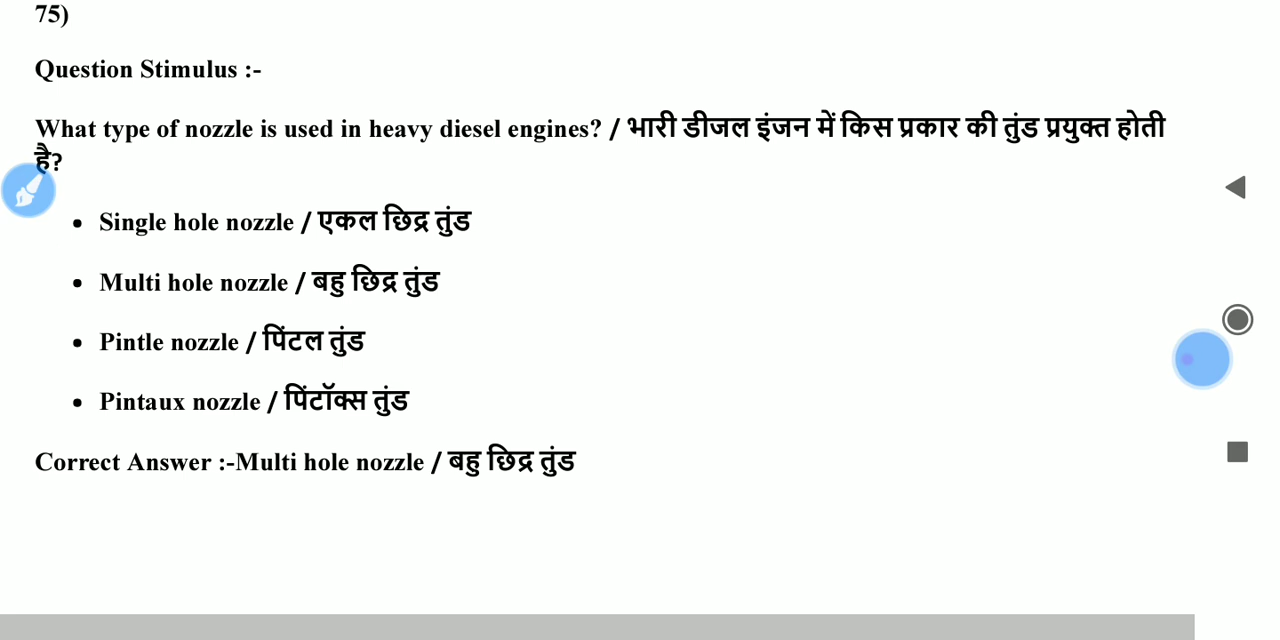 75)
Question Stimulus :-
What type of nozzle is used in heavy diesel engines? / भारी डीजल इंजन में किस प्रकार की तुंड प्रयुक्त होती
है?
• Single hole nozzle / एकल छिद्र तुंड
• Multi hole nozzle / बहु छिद्र तुंड
• Pintle nozzle / पिंटल तुंड
• Pintaux nozzle / पिंटॉक्स तुंड
Correct Answer :-Multi hole nozzle / बहु छिद्र तुंड